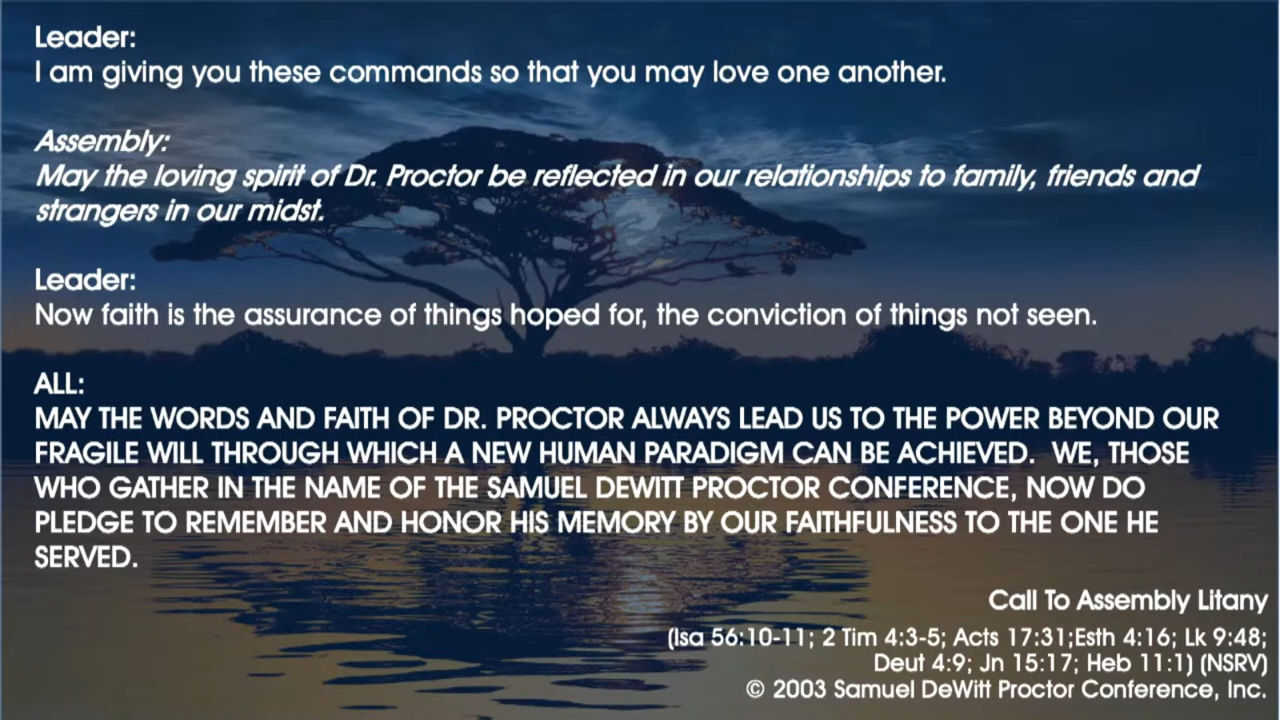 Leader:
I am giving you these commands so that you may love one another.
Assembly:
May the loving spirit of Dr. Proctor be reflected in our relationships to family, friends and
strangers in our midst.
Leader:
Now faith is the assurance of things hoped for, the conviction of things not seen.
ALL:
MAY THE WORDS AND FAITH OF DR. PROCTOR ALWAYS LEAD US TO THE POWER BEYOND OUR
FRAGILE WILL THROUGH WHICH A NEW HUMAN PARADIGM CAN BE ACHIEVED.  WE, THOSE
WHO GATHER IN THE NAME OF THE SAMUEL DEWITT PROCTOR CONFERENCE, NOW DO
PLEDGE TO REMEMBER AND HONOR HIS MEMORY BY OUR FAITHFULNESS TO THE ONE HE
SERVED.
Call To Assembly Litany
(Isa 56:10-11; 2 Tim 4:3-5; Acts 17:31;Esth 4:16; Lk 9:48;
Deut 4:9; Jn 15:17; Heb 11:1) (NSRV)
© 2003 Samuel DeWitt Proctor Conference, Inc.